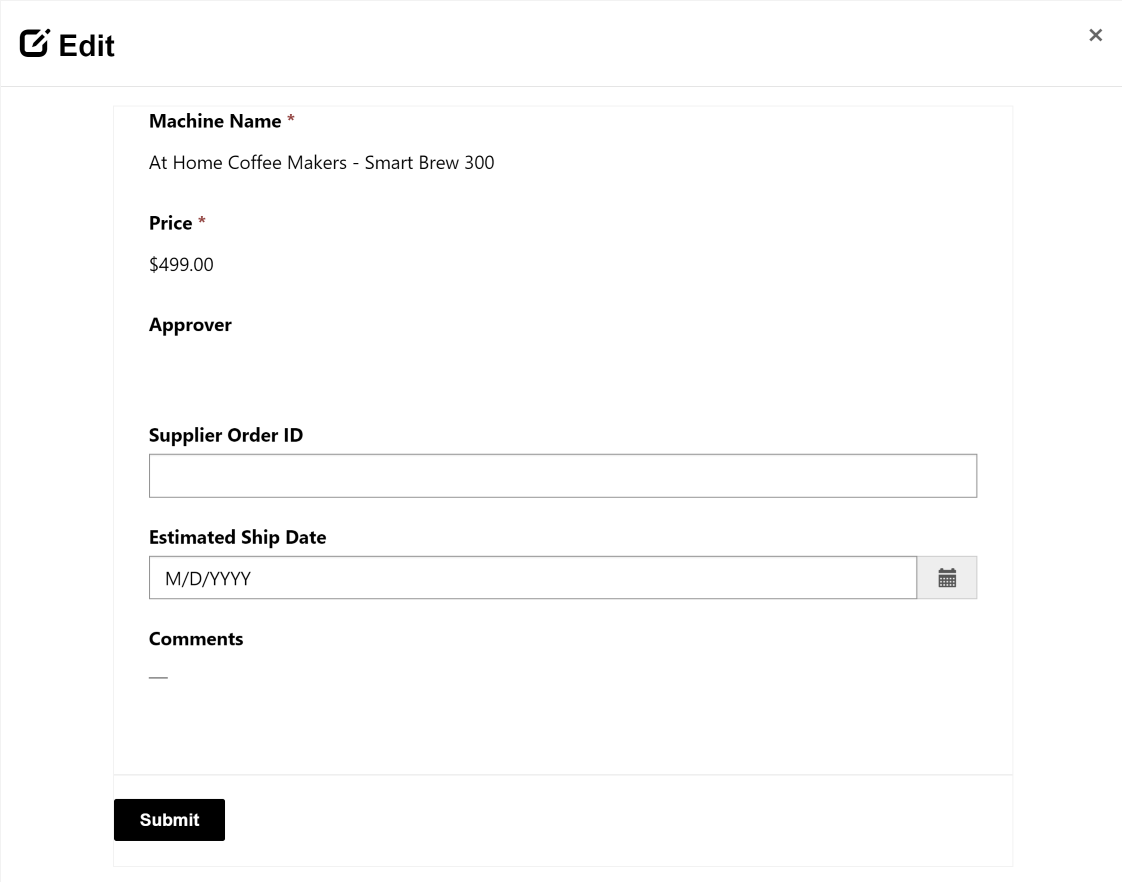 Edit
×
Machine Name *
At Home Coffee Makers - Smart Brew 300
Price *
$499.00
Approver
Supplier Order ID
Estimated Ship Date
M/D/YYYY
Comments
—
Submit